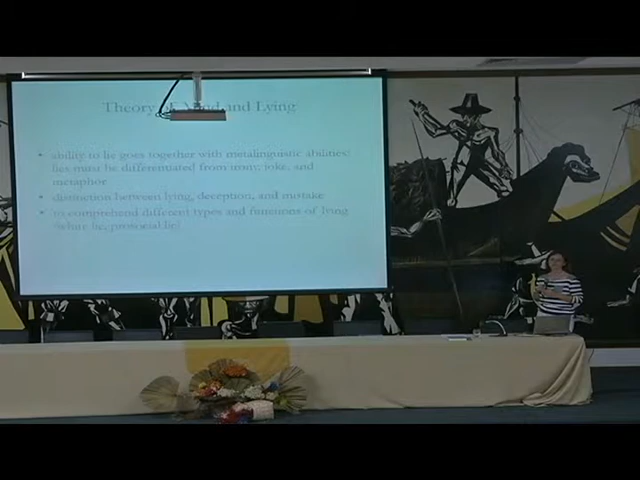 Theory of Mind and Lying
• ability to lie goes together with metalinguistic abilities:
lies must be differentiated from irony, joke, and
metaphor
• distinction between lying, deception, and mistake
• to comprehend different types and functions of lying
(white lie, prosocial lie)